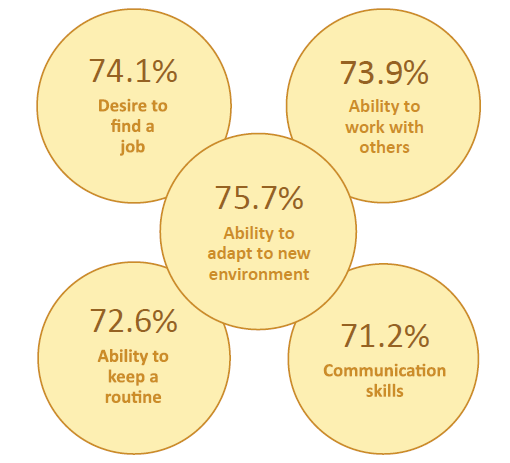 74.1%
Desire to
find a
job
73.9%
Ability to
work with
others
75.7%
Ability to
adapt to new
environment
72.6%
Ability to
keep a
routine
71.2%
Communication
skills